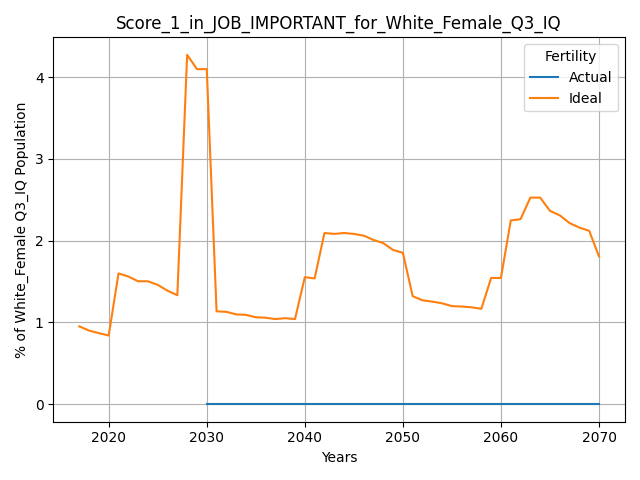 Score_1_in_JOB_IMPORTANT_for_White_Female_Q3_IQ
Fertility
Actual
Ideal
% of White_Female Q3_IQ Population
4
3
2
1
0
2020 2030 2040 2050 2060 2070
Years